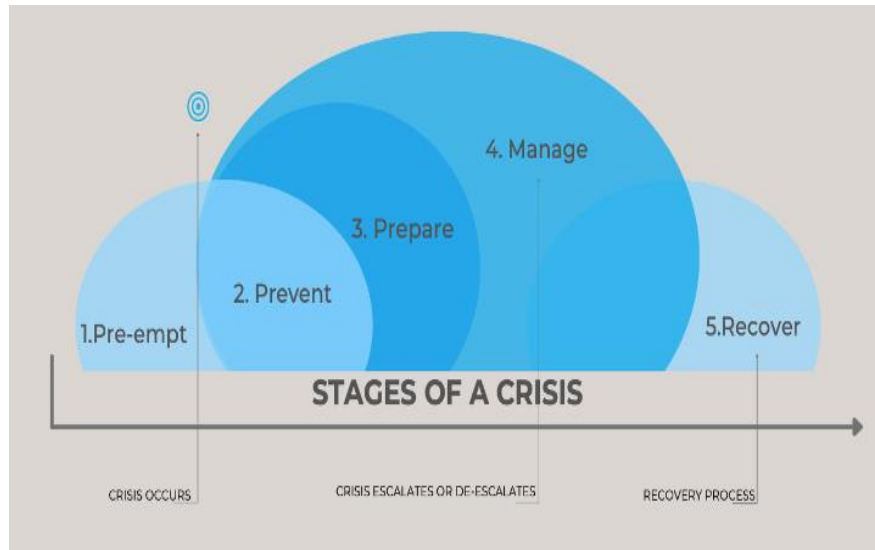 4. Manage
3. Prepare
2. Prevent
1.Pre-empt
5.Recover
STAGES OF A CRISIS
CRISIS OCCURS
CRISIS ESCALATES OR DE-ESCALATES
RECOVERY PROCESS